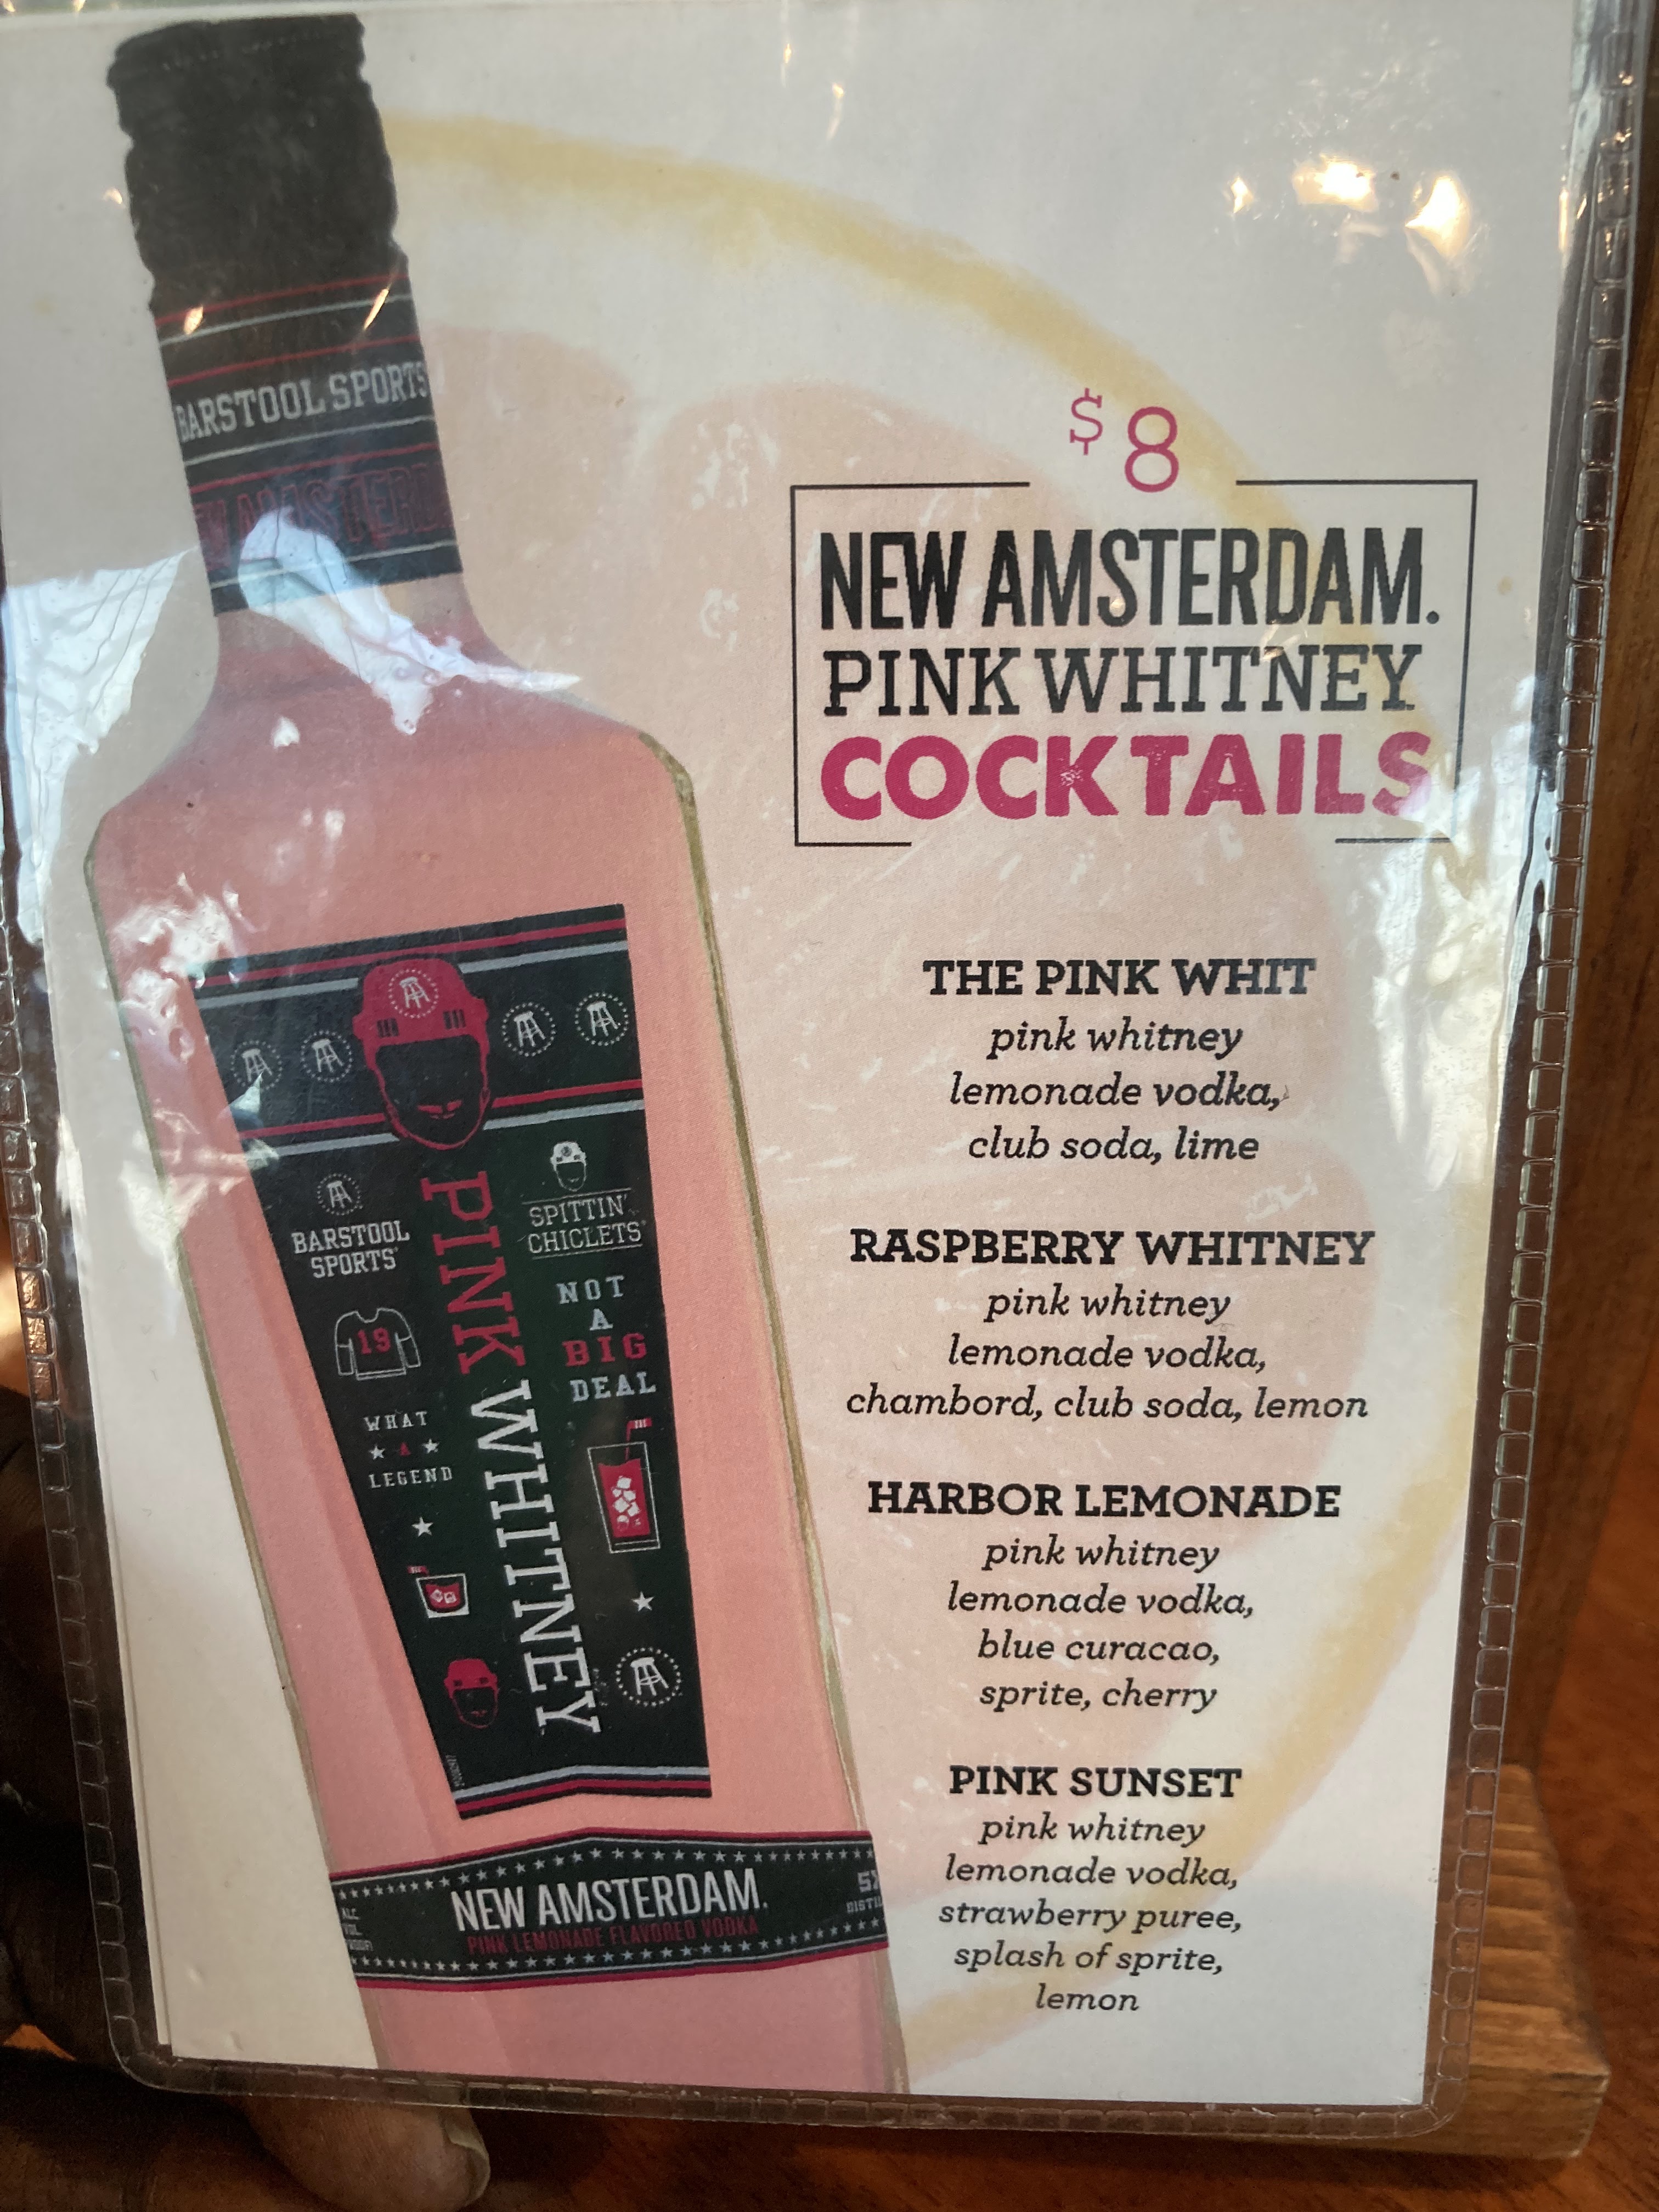 BARSTOOL SPORTS
$8
NEW AMSTERDAM.
PINK WHITNEY
COCKTAILS
THE PINK WHIT
pink whitney
lemonade vodka,
club soda, lime
RASPBERRY WHITNEY
pink whitney
lemonade vodka,
chambord, club soda, lemon
HARBOR LEMONADE
pink whitney
lemonade vodka,
blue curacao,
sprite, cherry
PINK SUNSET
pink whitney
lemonade vodka,
strawberry puree,
splash of sprite,
lemon
BARSTOOL
SPORTS
19
WHAT
A
LEGEND
PINK WHITNEY
SPITTIN'
CHICLETS
NOT
A
BIG
DEAL
NEW AMSTERDAM.
PINK LEMONADE FLAVORED VODKA